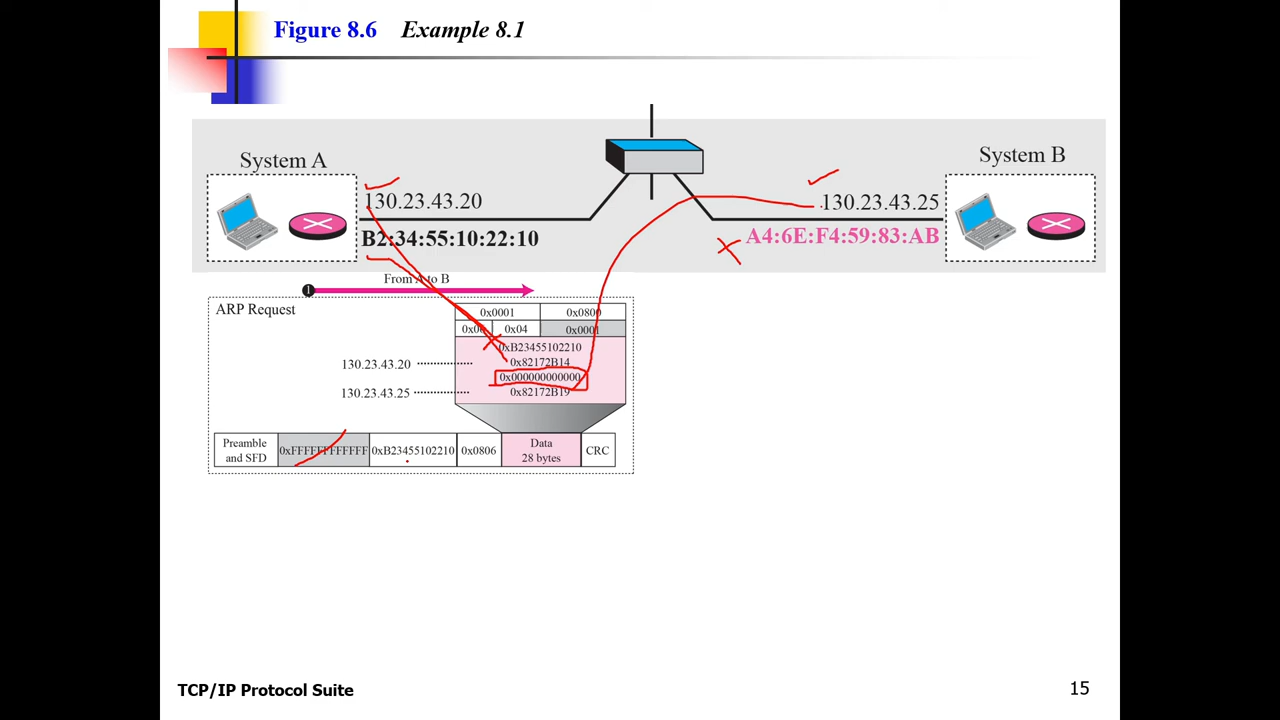 Figure 8.6 Example 8.1
System A
System B
130.23.43.20
130.23.43.25
B2:34:55:10:22:10
A4:6E:F4:59:83:AB
1
From A to B
ARP Request
0x0001 0x0800
0x06 0x04 0x0001
0xB23455102210
130.23.43.20 0x82172B14
0x000000000000
130.23.43.25 0x82172B19
Preamble
and SFD
0xFFFFFFFFFFFF
0xB23455102210
0x0806
Data
28 bytes
CRC
TCP/IP Protocol Suite
15